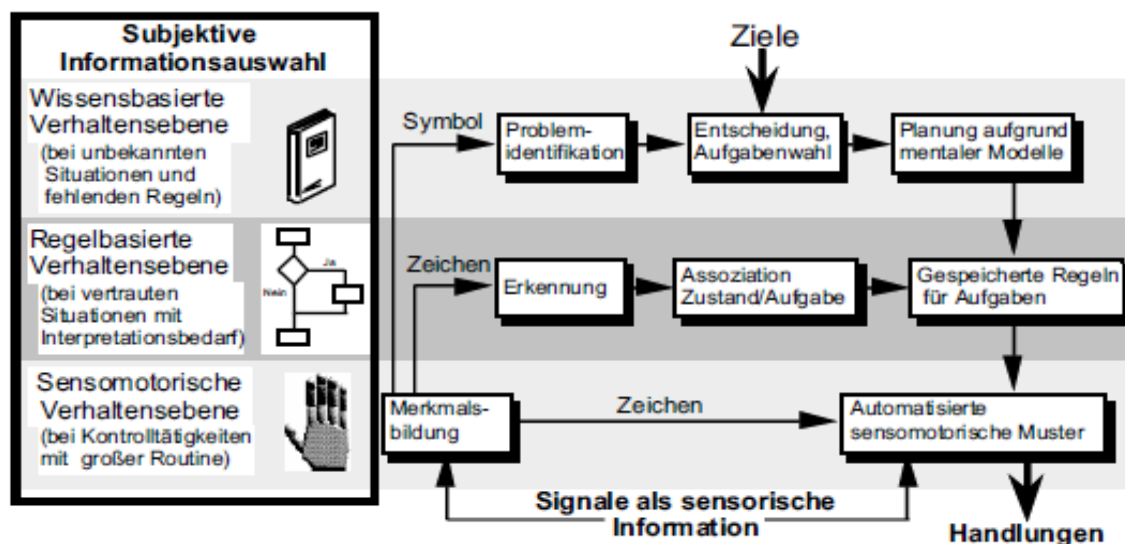 Subjektive
Informationsauswahl
Wissensbasierte
Verhaltensebene
(bei unbekannten
Situationen und
fehlenden Regeln)
Regelbasierte
Verhaltensebene
(bei vertrauten
Situationen mit
Interpretationsbedarf)
Ja
Nein
Sensomotorische
Verhaltensebene
(bei Kontrolltätigkeiten
mit großer Routine)
Ziele
Symbol
Problem-
identifikation
Entscheidung,
Aufgabenwahl
Planung aufgrund
mentaler Modelle
Zeichen
Erkennung
Assoziation
Zustand/Aufgabe
Gespeicherte Regeln
für Aufgaben
Merkmals-
bildung
Zeichen
Automatisierte
sensomotorische Muster
Signale als sensorische
Information
Handlungen